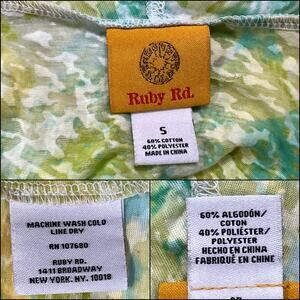 Ruby Rd.
S
60% COTTON
40% POLYESTER
MADE IN CHINA
MACHINE WASH COLD
LINE DRY
RN 107680
RUBY RD.
1411 BROADWAY
NEW YORK, NY. 10018
60% ALGODÓN/
COTON
40% POLIÉSTER/
POLYESTER
HECHO EN CHINA/
FABRIQUÉ EN CHINE